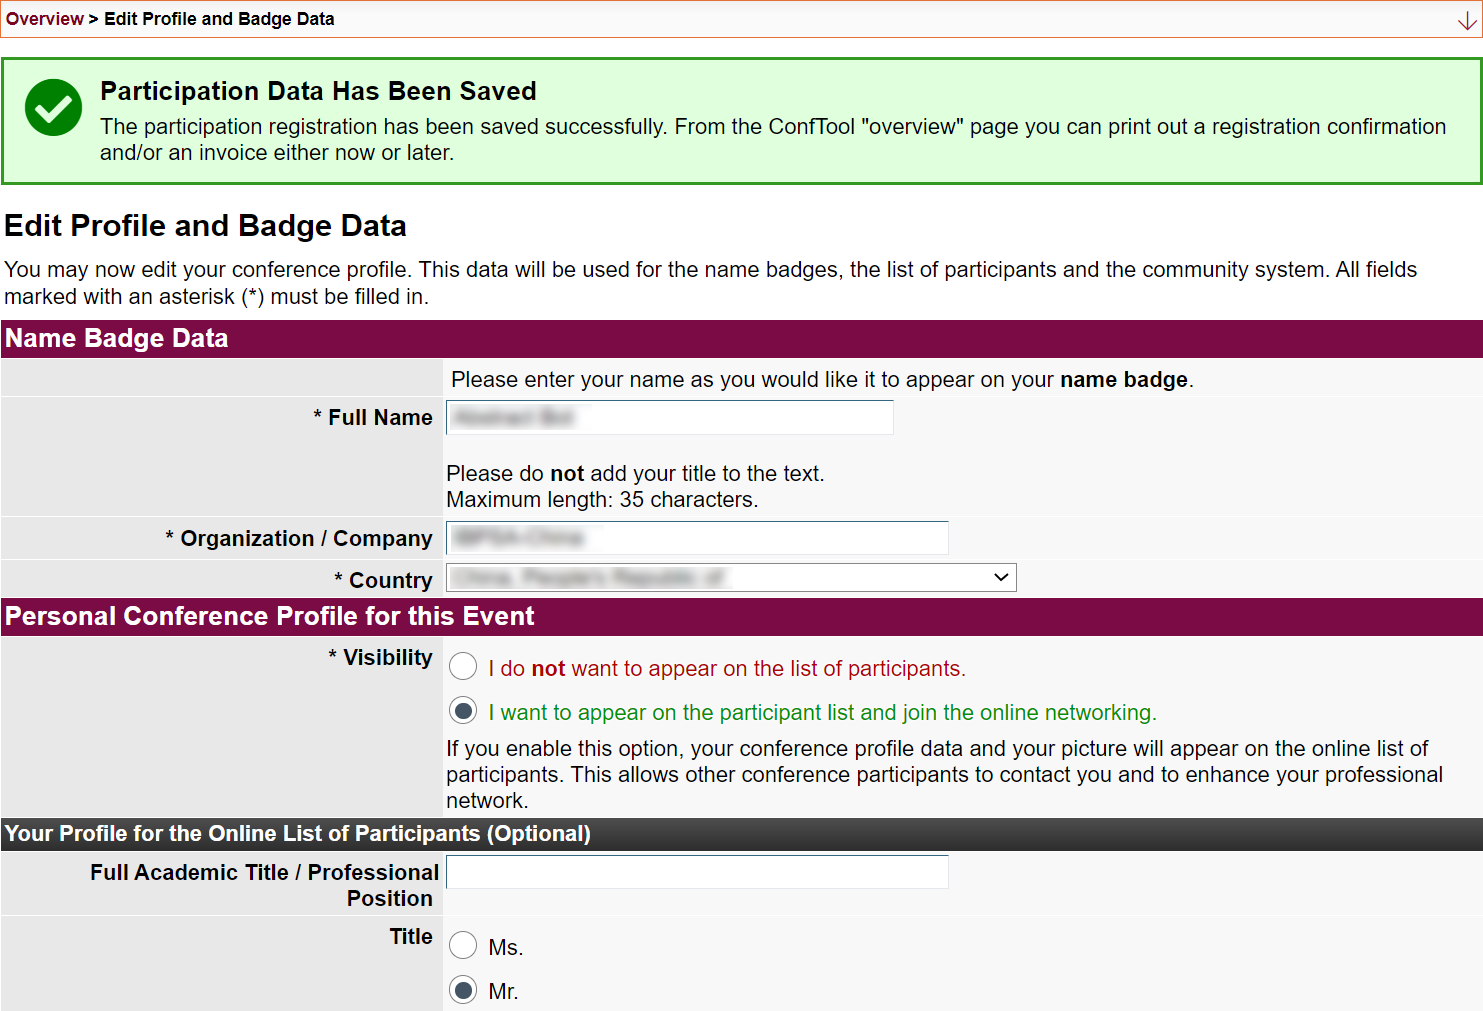 Overview > Edit Profile and Badge Data
Participation Data Has Been Saved
The participation registration has been saved successfully. From the ConfTool "overview" page you can print out a registration confirmation
and/or an invoice either now or later.
Edit Profile and Badge Data
You may now edit your conference profile. This data will be used for the name badges, the list of participants and the community system. All fields
marked with an asterisk (*) must be filled in.
Name Badge Data
Please enter your name as you would like it to appear on your name badge.
* Full Name
Please do not add your title to the text.
Maximum length: 35 characters.
* Organization / Company
* Country
Personal Conference Profile for this Event
* Visibility
I do not want to appear on the list of participants.
I want to appear on the participant list and join the online networking.
If you enable this option, your conference profile data and your picture will appear on the online list of
participants. This allows other conference participants to contact you and to enhance your professional
network.
Your Profile for the Online List of Participants (Optional)
Full Academic Title / Professional
Position
Title
Ms.
Mr.